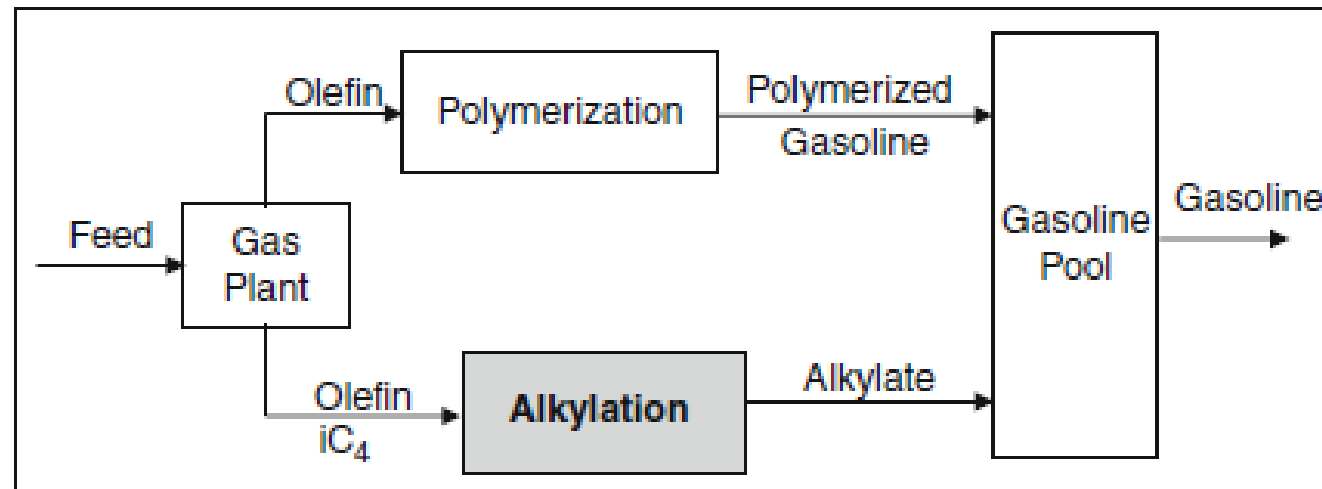 Olefin
Polymerization
Polymerized
Gasoline
Feed
Gas
Plant
Gasoline
Pool
Gasoline
Olefin
iC₄
Alkylation
Alkylate